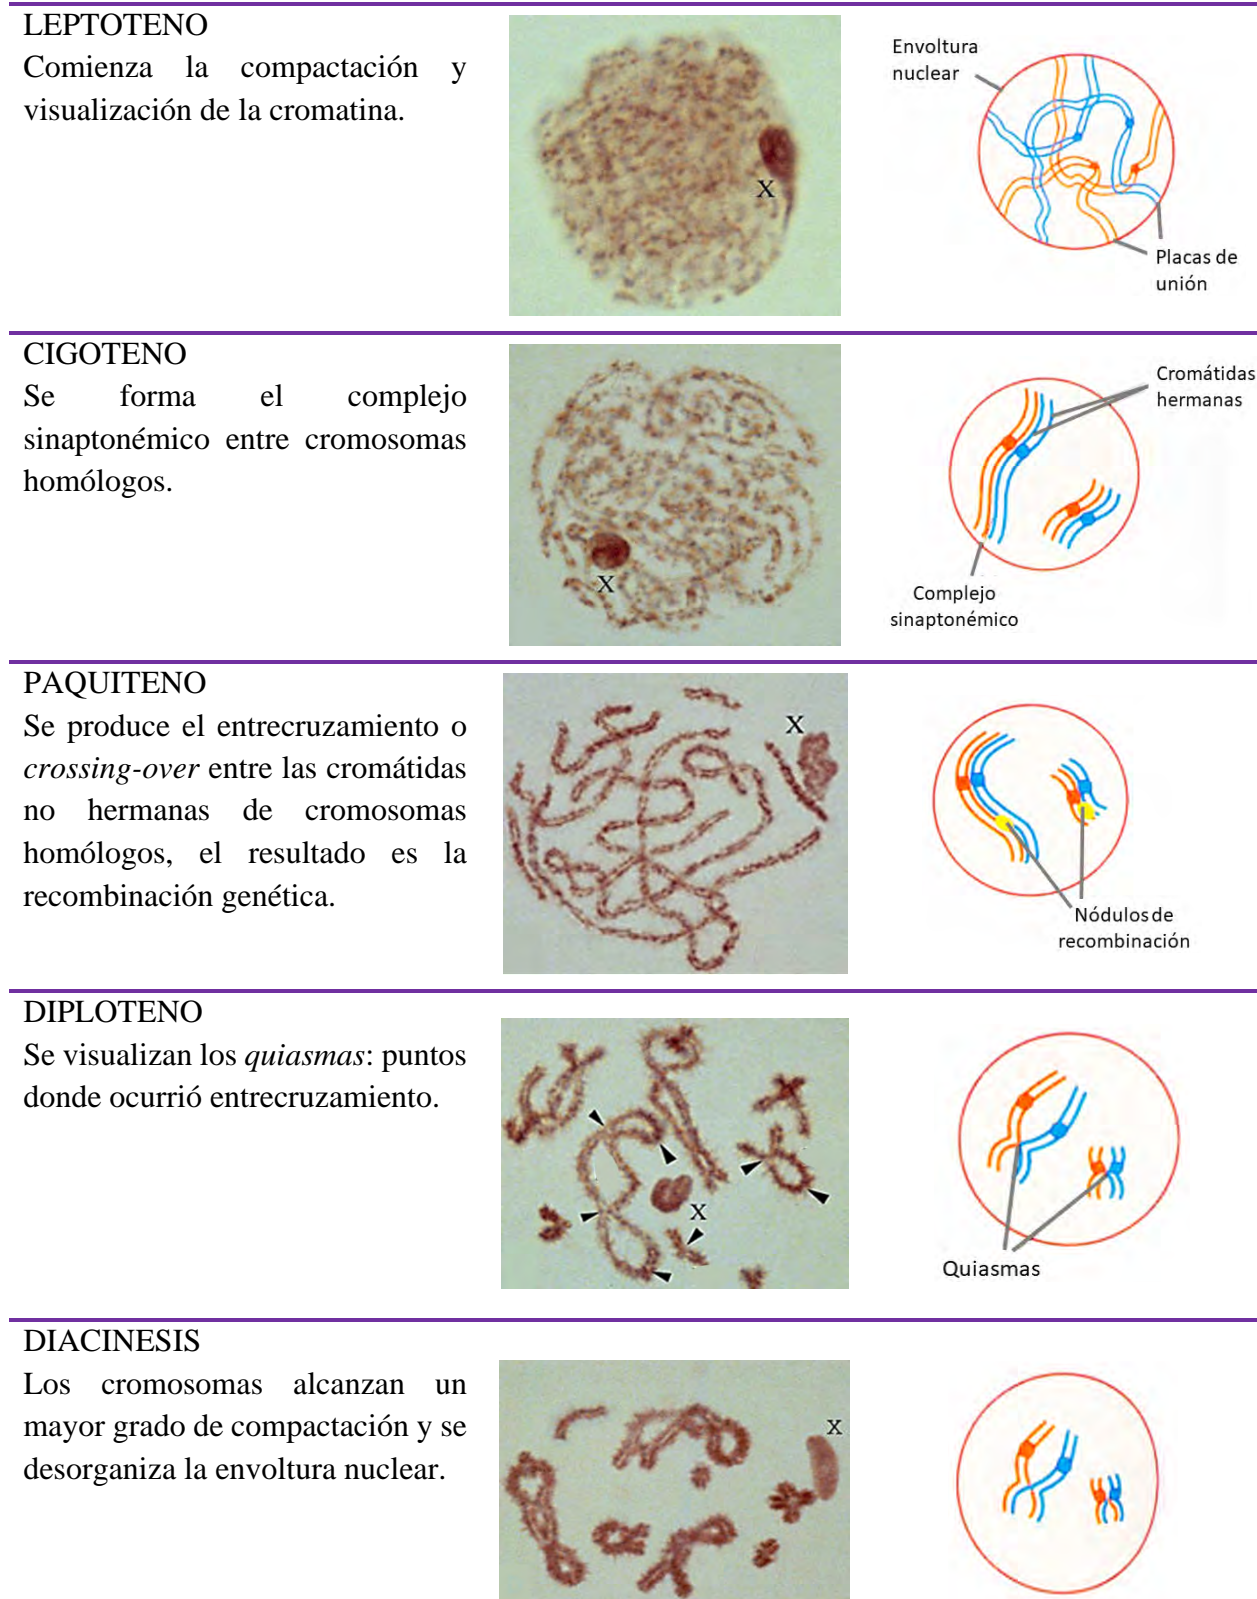 LEPTOTENO
Comienza la compactación y
visualización de la cromatina.
X
Envoltura
nuclear
Placas de
unión
CIGOTENO
Se forma el complejo
sinaptonémico entre cromosomas
homólogos.
X
Cromátidas
hermanas
Complejo
sinaptonémico
PAQUITENO
Se produce el entrecruzamiento o
crossing-over entre las cromátidas
no hermanas de cromosomas
homólogos, el resultado es la
recombinación genética.
X
Nódulos de
recombinación
DIPLOTENO
Se visualizan los quiasmas: puntos
donde ocurrió entrecruzamiento.
X
Quiasmas
DIACINESIS
Los cromosomas alcanzan un
mayor grado de compactación y se
desorganiza la envoltura nuclear.
X